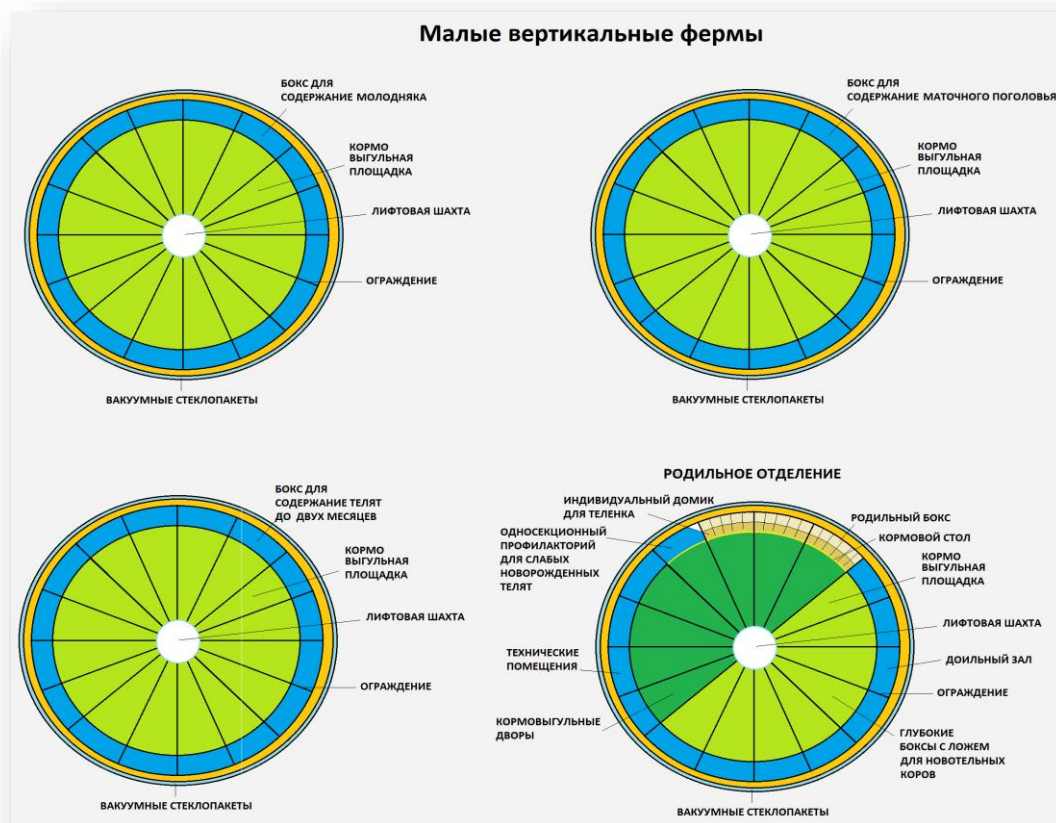 Малые вертикальные фермы
БОКС ДЛЯ
СОДЕРЖАНИЕ МОЛОДНЯКА
КОРМО
ВЫГУЛЬНАЯ
ПЛОЩАДКА
ЛИФТОВАЯ ШАХТА
ОГРАЖДЕНИЕ
ВАКУУМНЫЕ СТЕКЛОПАКЕТЫ
БОКС ДЛЯ
СОДЕРЖАНИЕ МАТОЧНОГО ПОГОЛОВЬЯ
КОРМО
ВЫГУЛЬНАЯ
ПЛОЩАДКА
ЛИФТОВАЯ ШАХТА
ОГРАЖДЕНИЕ
ВАКУУМНЫЕ СТЕКЛОПАКЕТЫ
БОКС ДЛЯ
СОДЕРЖАНИЕ ТЕЛЯТ
ДО ДВУХ МЕСЯЦЕВ
КОРМО
ВЫГУЛЬНАЯ
ПЛОЩАДКА
ЛИФТОВАЯ ШАХТА
ОГРАЖДЕНИЕ
ВАКУУМНЫЕ СТЕКЛОПАКЕТЫ
РОДИЛЬНОЕ ОТДЕЛЕНИЕ
ИНДИВИДУАЛЬНЫЙ ДОМИК
ДЛЯ ТЕЛЕНКА
ОДНОСЕКЦИОННЫЙ
ПРОФИЛАКТОРИЙ
ДЛЯ СЛАБЫХ
НОВОРОЖДЕННЫХ
ТЕЛЯТ
ТЕХНИЧЕСКИЕ
ПОМЕЩЕНИЯ
КОРМОВЫГУЛЬНЫЕ
ДВОРЫ
РОДИЛЬНЫЙ БОКС
КОРМОВОЙ СТОЛ
КОРМО
ВЫГУЛЬНАЯ
ПЛОЩАДКА
ЛИФТОВАЯ ШАХТА
ДОИЛЬНЫЙ ЗАЛ
ОГРАЖДЕНИЕ
ГЛУБОКИЕ
БОКСЫ С ЛОЖЕМ
ДЛЯ НОВОТЕЛЬНЫХ
КОРОВ
ВАКУУМНЫЕ СТЕКЛОПАКЕТЫ